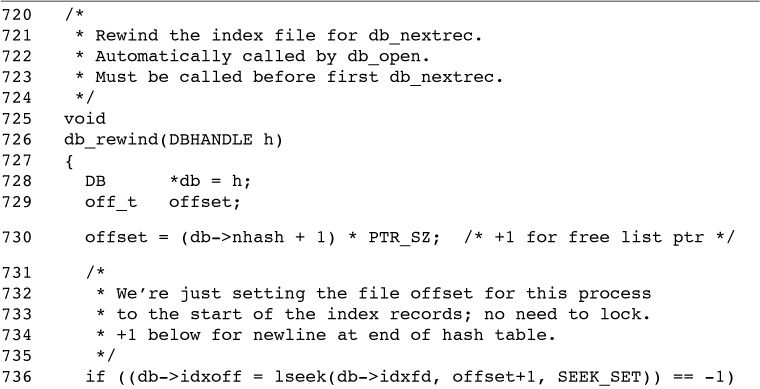 720 /*
721 * Rewind the index file for db_nextrec.
722 * Automatically called by db_open.
723 * Must be called before first db_nextrec.
724 */
725 void
726 db_rewind(DBHANDLE h)
727 {
728 DB *db = h;
729 off_t offset;
730 offset = (db->nhash + 1) * PTR_SZ; /* +1 for free list ptr */
731 /*
732 * We’re just setting the file offset for this process
733 * to the start of the index records; no need to lock.
734 * +1 below for newline at end of hash table.
735 */
736 if ((db->idxoff = lseek(db->idxfd, offset+1, SEEK_SET)) == -1)